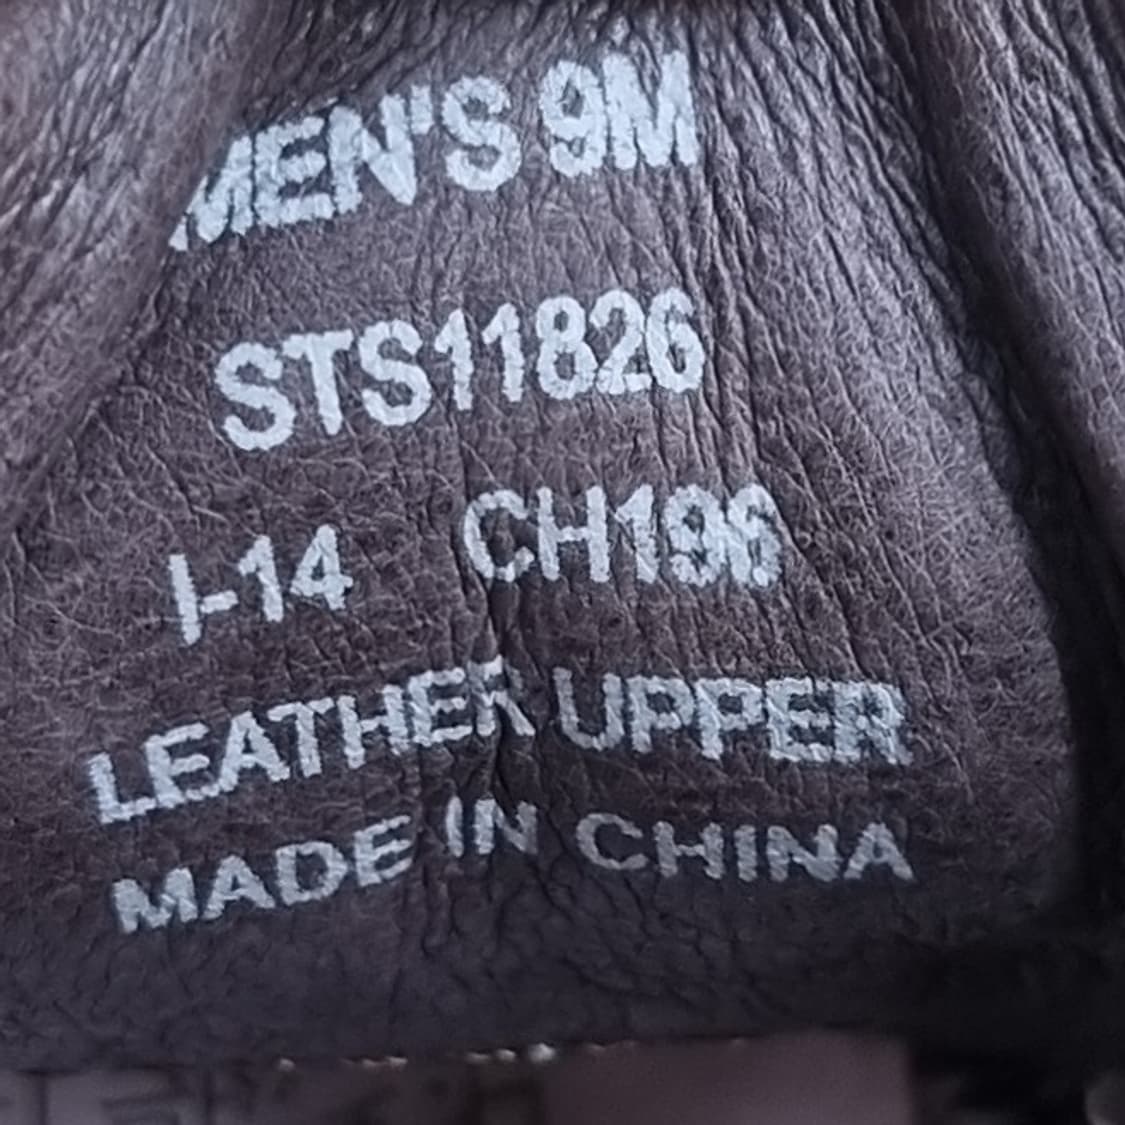 MEN'S 9M
STS11826
I-14 CH196
LEATHER UPPER
MADE IN CHINA